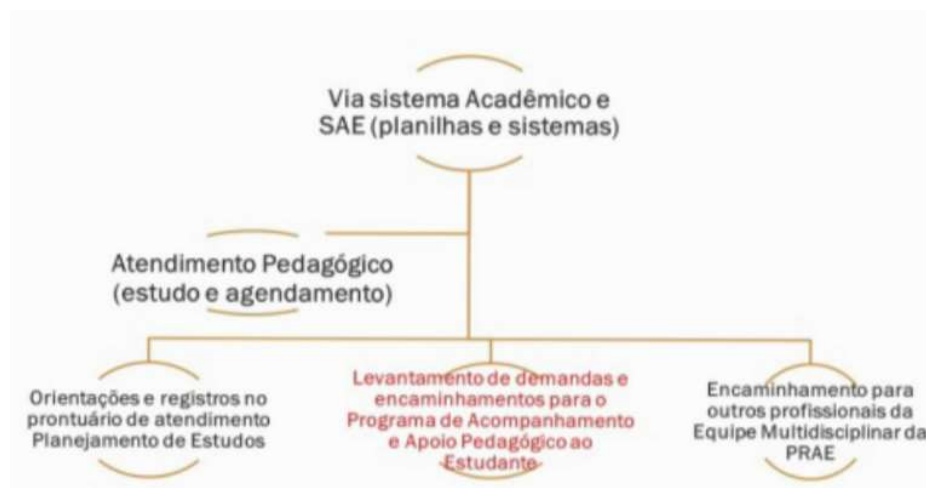 Via sistema Acadêmico e
SAE (planilhas e sistemas)
Atendimento Pedagógico
(estudo e agendamento)
Orientações e registros no
prontuário de atendimento
Planejamento de Estudos
Levantamento de demandas e
encaminhamentos para o
Programa de Acompanhamento
e Apoio Pedagógico ao
Estudante
Encaminhamento para
outros profissionais da
Equipe Multidisciplinar da
PRAE